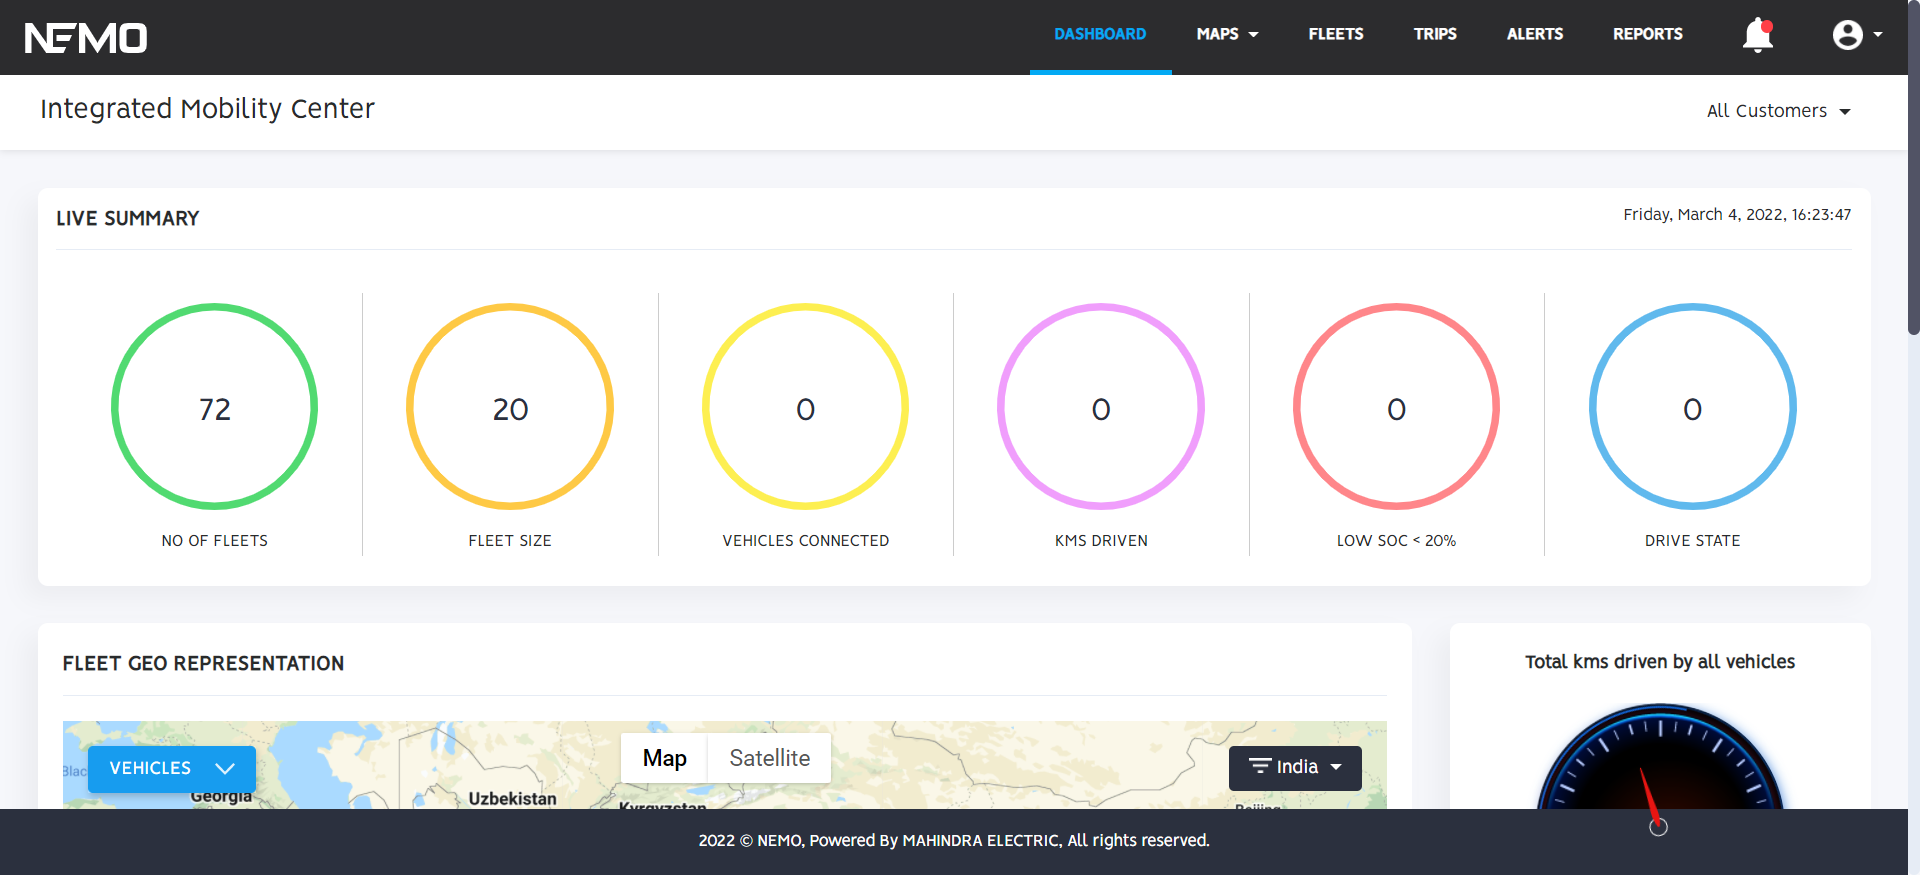 NEMO
DASHBOARD
MAPS
FLEETS
TRIPS
ALERTS
REPORTS
Integrated Mobility Center
All Customers
LIVE SUMMARY
Friday, March 4, 2022, 16:23:47
72
20
0
0
0
0
NO OF FLEETS
FLEET SIZE
VEHICLES CONNECTED
KMS DRIVEN
LOW SOC < 20%
DRIVE STATE
FLEET GEO REPRESENTATION
Total kms driven by all vehicles
VEHICLES
Map
Satellite
India
Blac
Georgia
Uzbekistan
Kyrgyzstan
Beijing
2022 © NEMO, Powered By MAHINDRA ELECTRIC, All rights reserved.